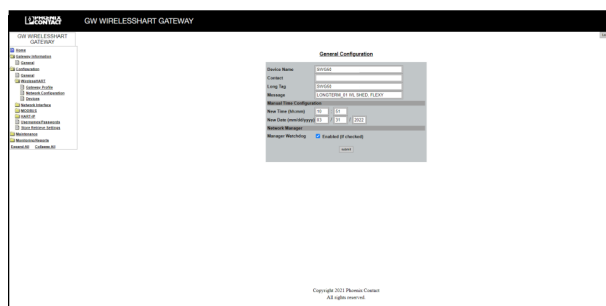 PHOENIX CONTACT
GW WIRELESSHART GATEWAY
GW WIRELESSHART
GATEWAY
Home
Gateway Information
General
Configuration
General
WirelessHART
Gateway Profile
Network Configuration
Devices
Network Interface
MODBUS
HART-IP
Usernames/Passwords
Store Retrieve Settings
Maintenance
Monitoring/Reports
Expand All Collapse All
General Configuration
Device Name
Contact
Long Tag
Message LONGTERM_01 WL SHED, FLEXY
Manual Time Configuration
New Time (hh:mm) 10 : 01
New Date (mm/dd/yyyy) 03 / 01 / 2022
Network Manager
Manager Watchdog Enabled (if checked)
submit
Copyright 2021 Phoenix Contact
All rights reserved.